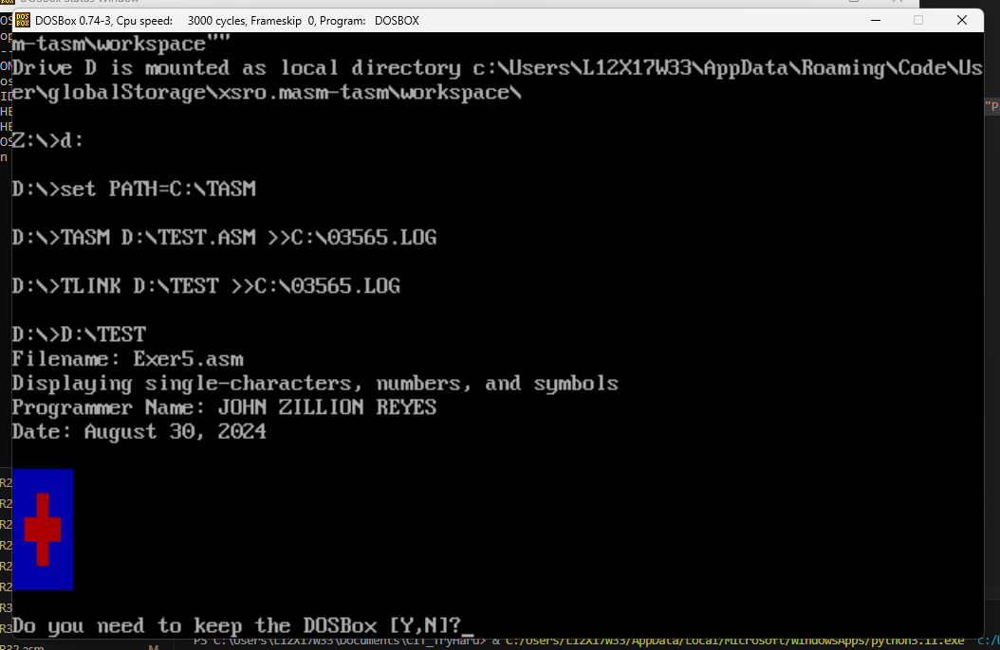 DOSBox Status Window
DOSBox 0.74-3, Cpu speed: 3000 cycles, Frameskip 0, Program: DOSBOX
m-tasm\workspace""
Drive D is mounted as local directory c:\Users\L12X17W33\AppData\Roaming\Code\Us
er\globalStorage\xsro.masm-tasm\workspace\
Z:\>d:
D:\>set PATH=C:\TASM
D:\>TASM D:\TEST.ASM >>C:\03565.LOG
D:\>TLINK D:\TEST >>C:\03565.LOG
D:\>D:\TEST
Filename: Exer5.asm
Displaying single-characters, numbers, and symbols
Programmer Name: JOHN ZILLION REYES
Date: August 30, 2024
Do you need to keep the DOSBox [Y,N]?_
PS C:\Users\L12X17W33\Documents\CIT_TryHard> & C:/Users/L12X17W33/AppData/Local/Microsoft/WindowsApps/python3.11.exe c:/U